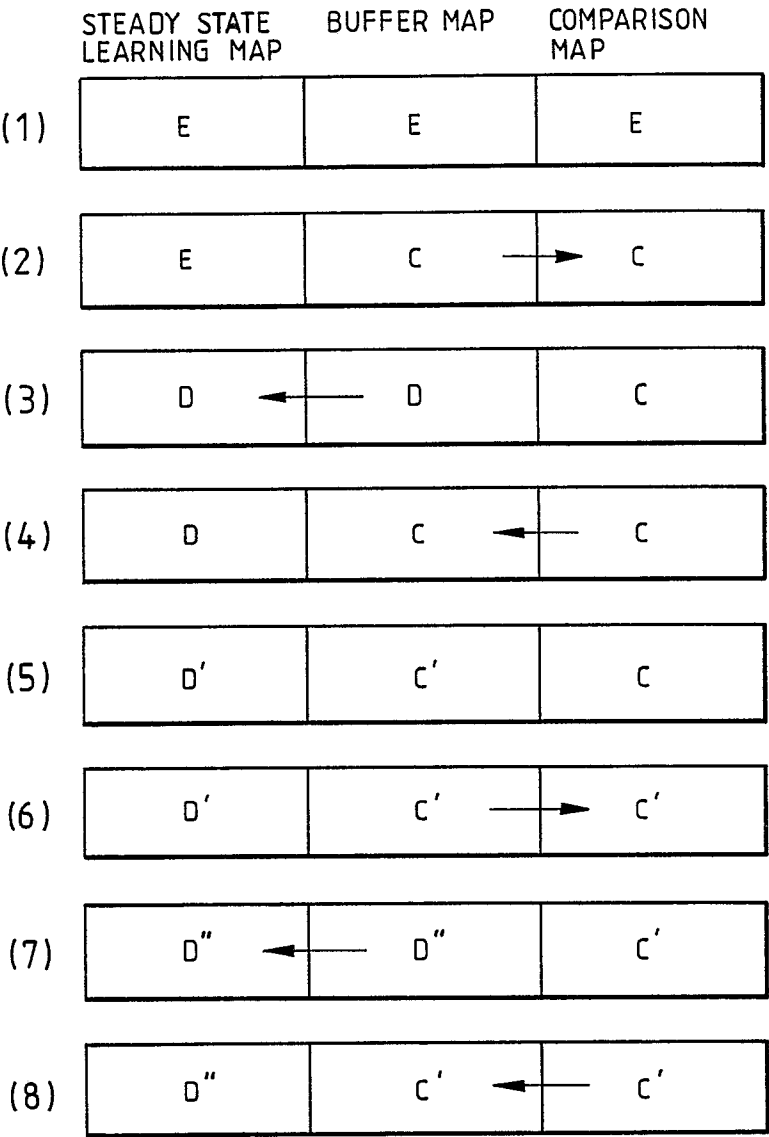 STEADY STATE LEARNING MAP BUFFER MAP COMPARISON MAP
(1) E E E
(2) E C C
(3) D D C
(4) D C C
(5) D' C' C
(6) D' C' C'
(7) D" D" C'
(8) D" C' C'